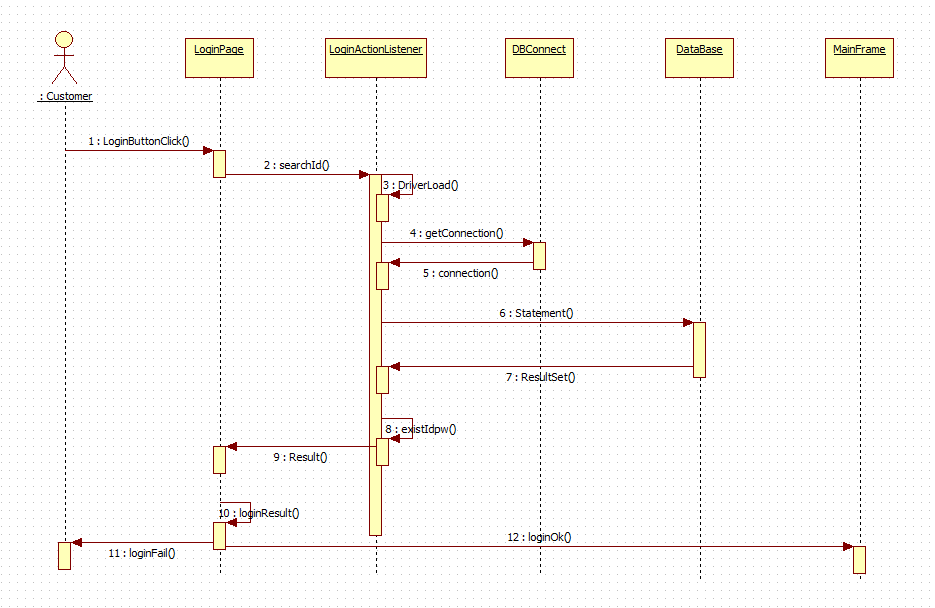 LoginPage
LoginActionListener
DBConnect
DataBase
MainFrame
: Customer
1 : LoginButtonClick()
2 : searchId()
3 : DriverLoad()
4 : getConnection()
5 : connection()
6 : Statement()
7 : ResultSet()
8 : existIdpw()
9 : Result()
10 : loginResult()
11 : loginFail()
12 : loginOk()